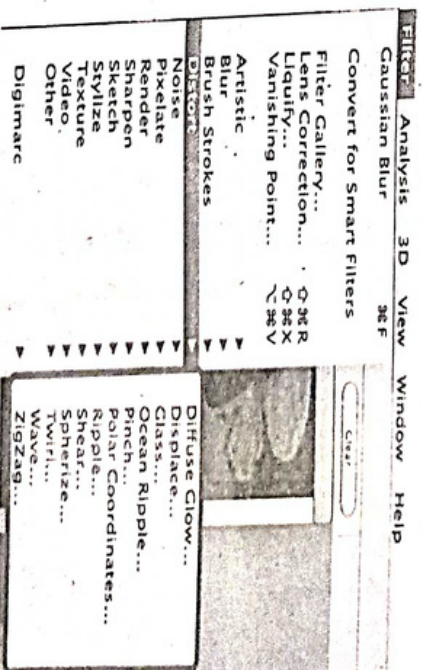 Filter Analysis 3D View Window Help
Gaussian Blur ⌘F
Convert for Smart Filters
Filter Gallery...
Lens Correction... ⇧⌘R
Liquify... ⇧⌘X
Vanishing Point... ⌥⌘V
Artistic
Blur
Brush Strokes
Distort
Noise
Pixelate
Render
Sharpen
Sketch
Stylize
Texture
Video
Other
Digimarc
Clear
Diffuse Glow...
Displace...
Glass...
Ocean Ripple...
Pinch...
Polar Coordinates...
Ripple...
Shear...
Spherize...
Twirl...
Wave...
ZigZag...